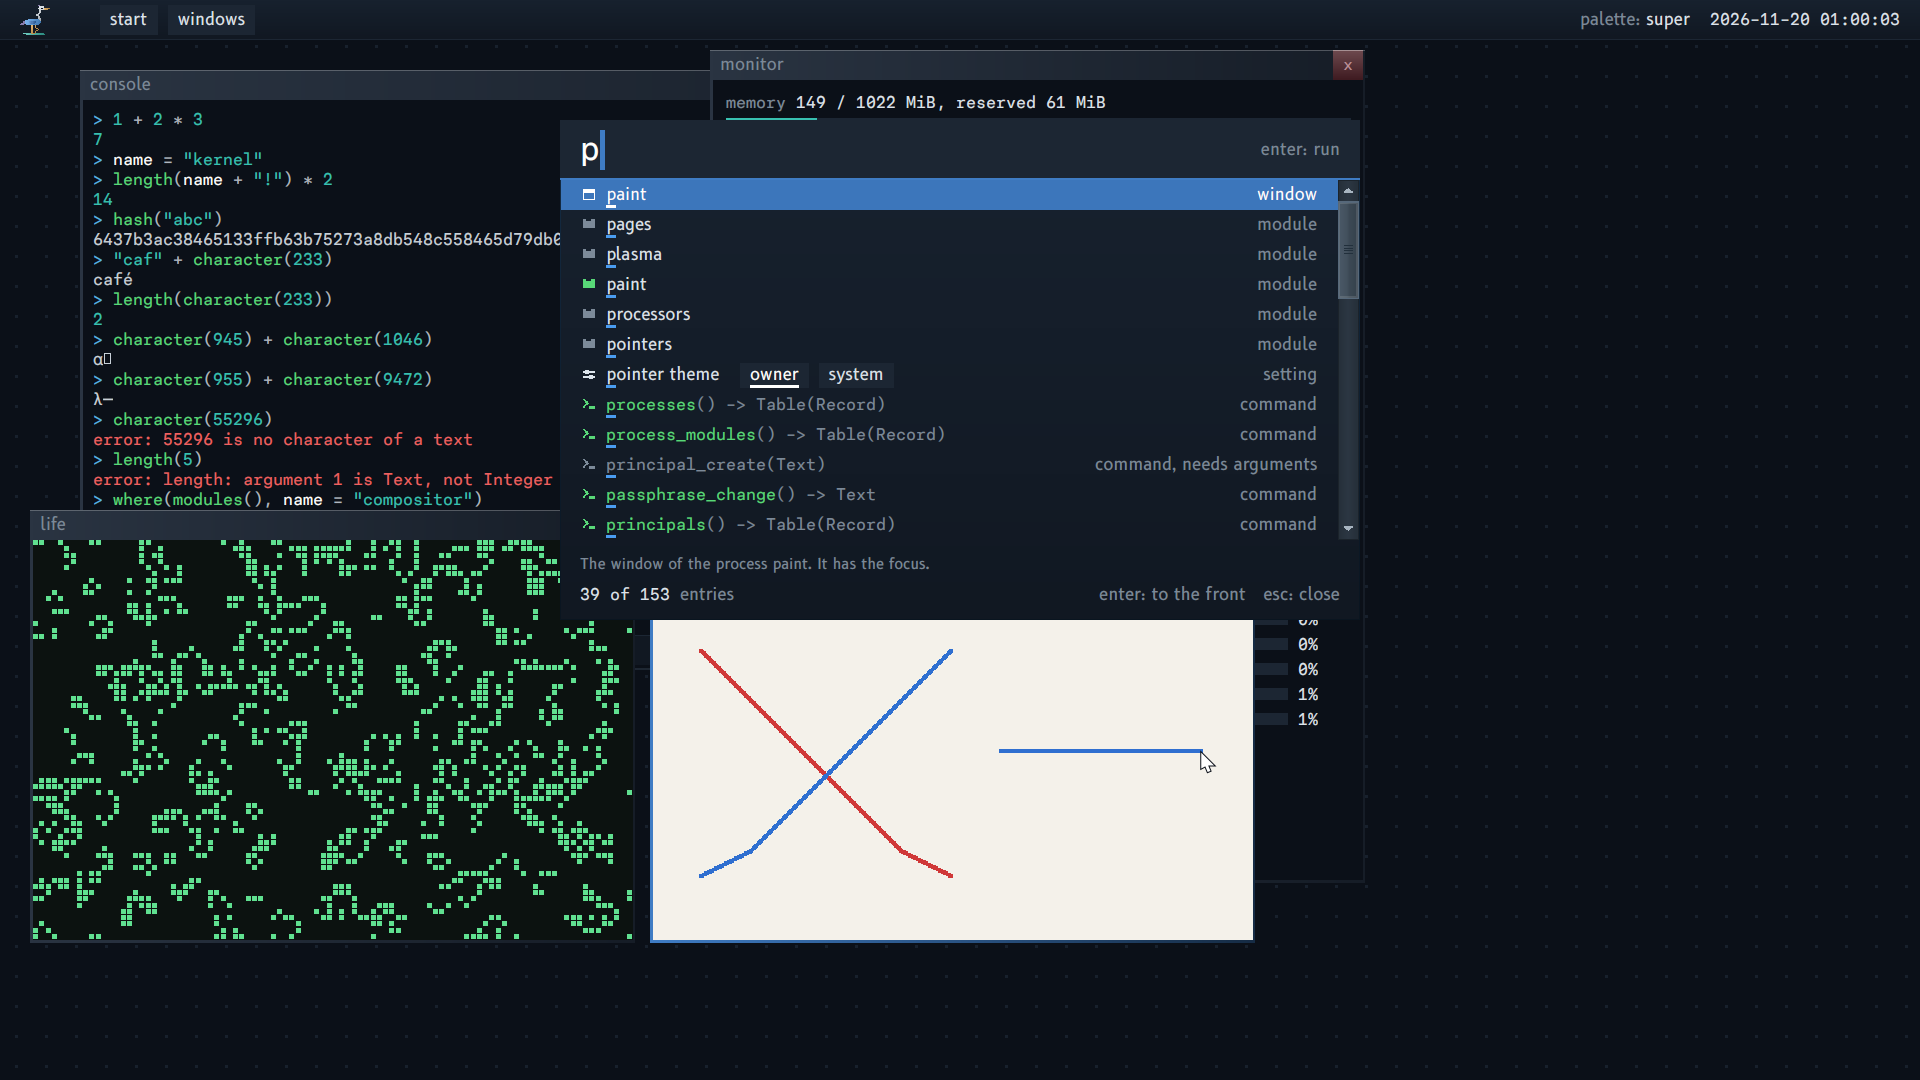 start windows palette: super 2026-11-20 01:00:03
console
> 1 + 2 * 3
7
> name = "kernel"
> length(name + "!") * 2
14
> hash("abc")
6437b3ac38465133ffb63b75273a8db548c558465d79db0
> "caf" + character(233)
café
> length(character(233))
2
> character(945) + character(1046)
α
> character(955) + character(9472)
λ─
> character(55296)
error: 55296 is no character of a text
> length(5)
error: length: argument 1 is Text, not Integer
> where(modules(), name = "compositor")
monitor x
memory 149 / 1022 MiB, reserved 61 MiB
p enter: run
paint window
pages module
plasma module
paint module
processors module
pointers module
pointer theme owner system setting
processes() -> Table(Record) command
process_modules() -> Table(Record) command
principal_create(Text) command, needs arguments
passphrase_change() -> Text command
principals() -> Table(Record) command
The window of the process paint. It has the focus.
39 of 153 entries enter: to the front esc: close
life
0%
0%
1%
1%